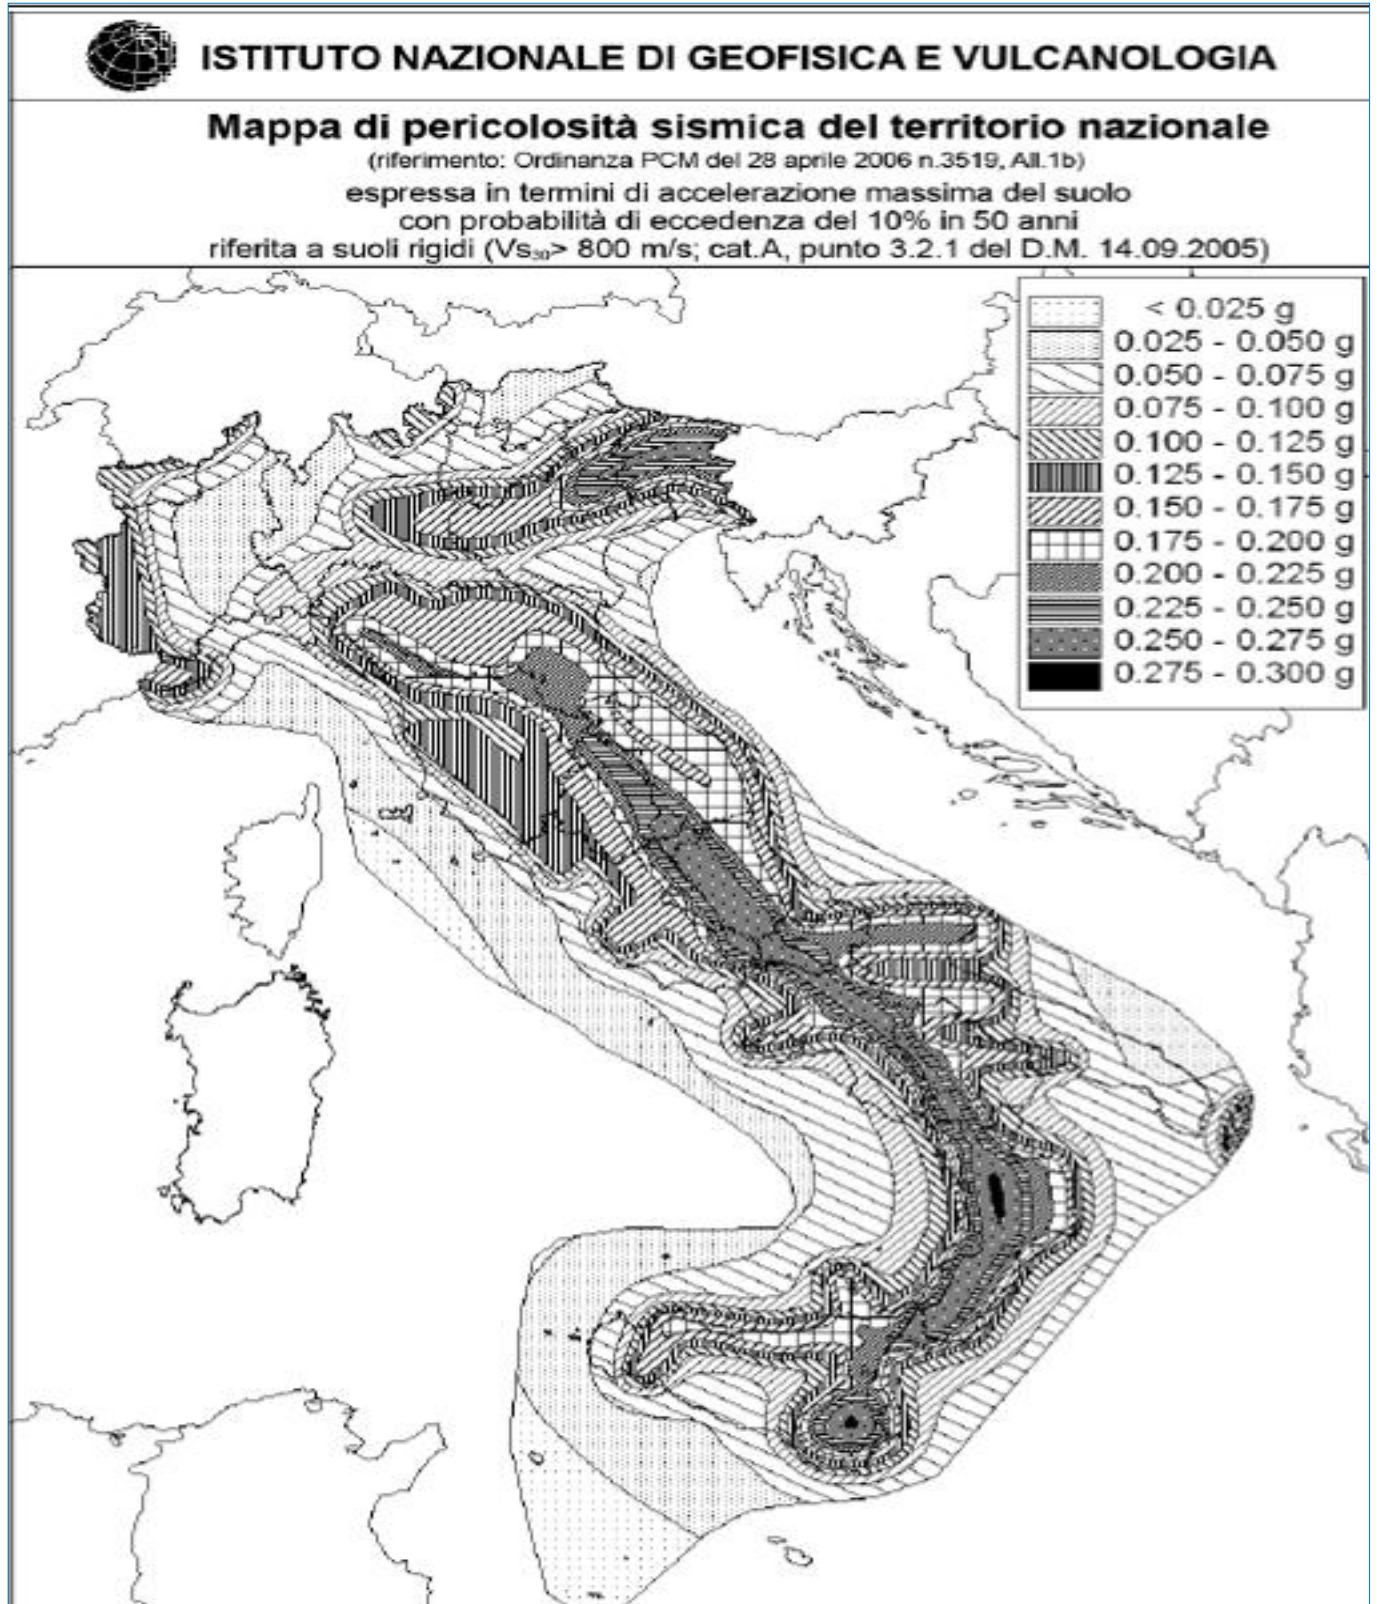 ISTITUTO NAZIONALE DI GEOFISICA E VULCANOLOGIA
Mappa di pericolosità sismica del territorio nazionale
(riferimento: Ordinanza PCM del 28 aprile 2006 n.3519, All.1b)
espressa in termini di accelerazione massima del suolo
con probabilità di eccedenza del 10% in 50 anni
riferita a suoli rigidi (Vs₃₀> 800 m/s; cat.A, punto 3.2.1 del D.M. 14.09.2005)
< 0.025 g
0.025 - 0.050 g
0.050 - 0.075 g
0.075 - 0.100 g
0.100 - 0.125 g
0.125 - 0.150 g
0.150 - 0.175 g
0.175 - 0.200 g
0.200 - 0.225 g
0.225 - 0.250 g
0.250 - 0.275 g
0.275 - 0.300 g